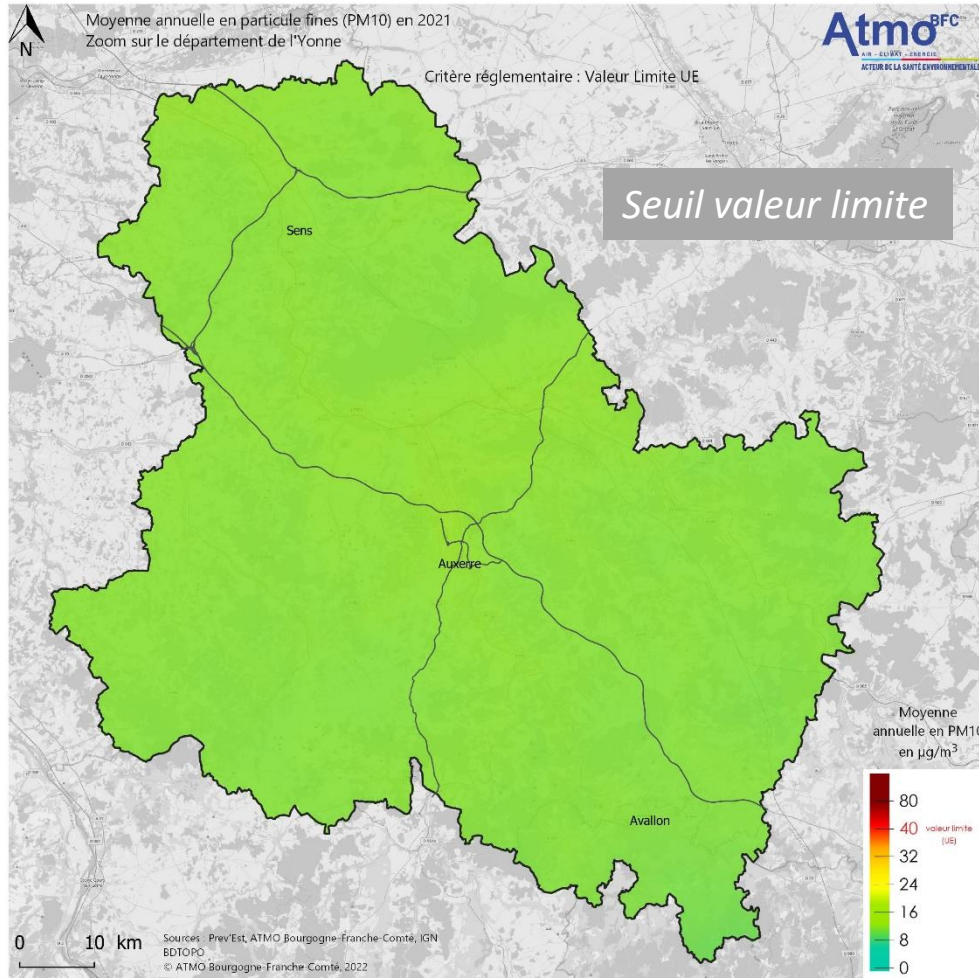 Moyenne annuelle en particule fines (PM10) en 2021
Zoom sur le département de l'Yonne
N
Atmo BFC
AIR - CLIMAT - ENERGIE
ACTEUR DE LA SANTÉ ENVIRONNEMENTALE
Critère réglementaire : Valeur Limite UE
Seuil valeur limite
Sens
Auxerre
Avallon
Moyenne
annuelle en PM10
en µg/m³
80
40 valeur limite
(UE)
32
24
16
8
0
0 10 km
Sources : Prev'Est, ATMO Bourgogne-Franche-Comté, IGN
BDTOPO
© ATMO Bourgogne-Franche-Comté, 2022